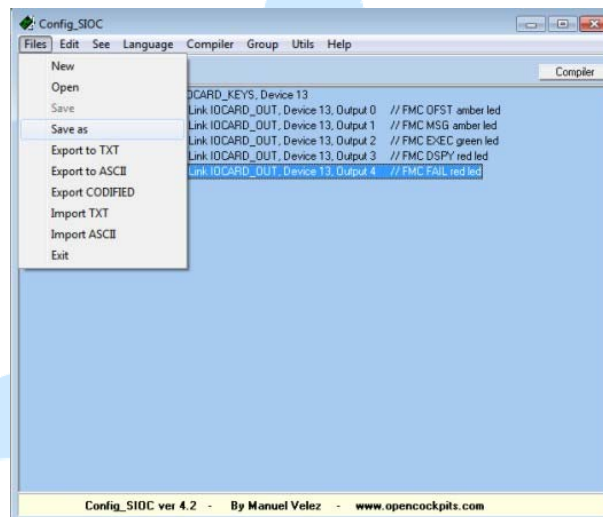 Config_SIOC
Files Edit See Language Compiler Group Utils Help
Compiler
New
Open
Save
Save as
Export to TXT
Export to ASCII
Export CODIFIED
Import TXT
Import ASCII
Exit
IOCARD_KEYS, Device 13
Link IOCARD_OUT, Device 13, Output 0 // FMC OFST amber led
Link IOCARD_OUT, Device 13, Output 1 // FMC MSG amber led
Link IOCARD_OUT, Device 13, Output 2 // FMC EXEC green led
Link IOCARD_OUT, Device 13, Output 3 // FMC DSPY red led
Link IOCARD_OUT, Device 13, Output 4 // FMC FAIL red led
Config_SIOC ver 4.2 - By Manuel Velez - www.opencockpits.com